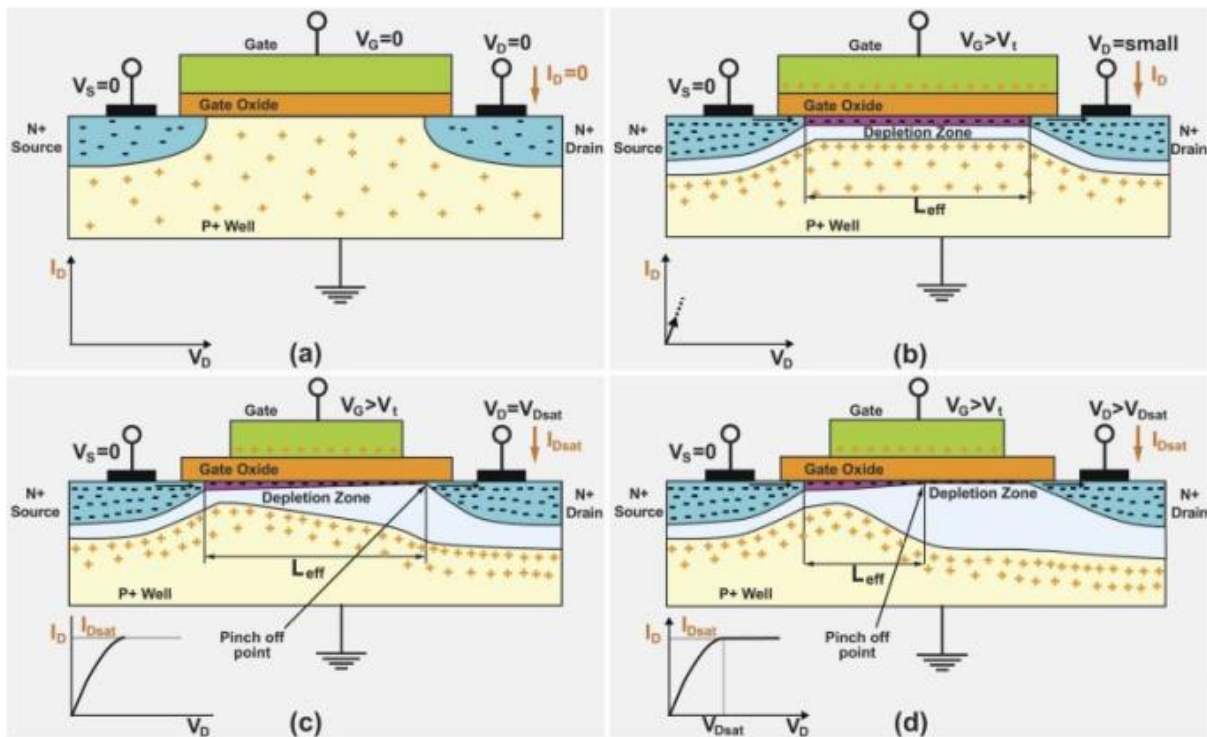 Gate
V_G=0
V_D=0
V_S=0
I_D=0
Gate Oxide
N+
Source
N+
Drain
P+ Well
I_D
V_D
(a)
Gate
V_G>V_t
V_D=small
V_S=0
I_D
Gate Oxide
N+
Source
Depletion Zone
N+
Drain
L_eff
P+ Well
I_D
V_D
(b)
Gate
V_G>V_t
V_D=V_Dsat
V_S=0
I_Dsat
Gate Oxide
N+
Source
Depletion Zone
N+
Drain
L_eff
P+ Well
I_D
I_Dsat
Pinch off
point
V_D
(c)
Gate
V_G>V_t
V_D>V_Dsat
V_S=0
I_Dsat
Gate Oxide
N+
Source
Depletion Zone
N+
Drain
L_eff
P+ Well
I_D
I_Dsat
Pinch off
point
V_Dsat
V_D
(d)